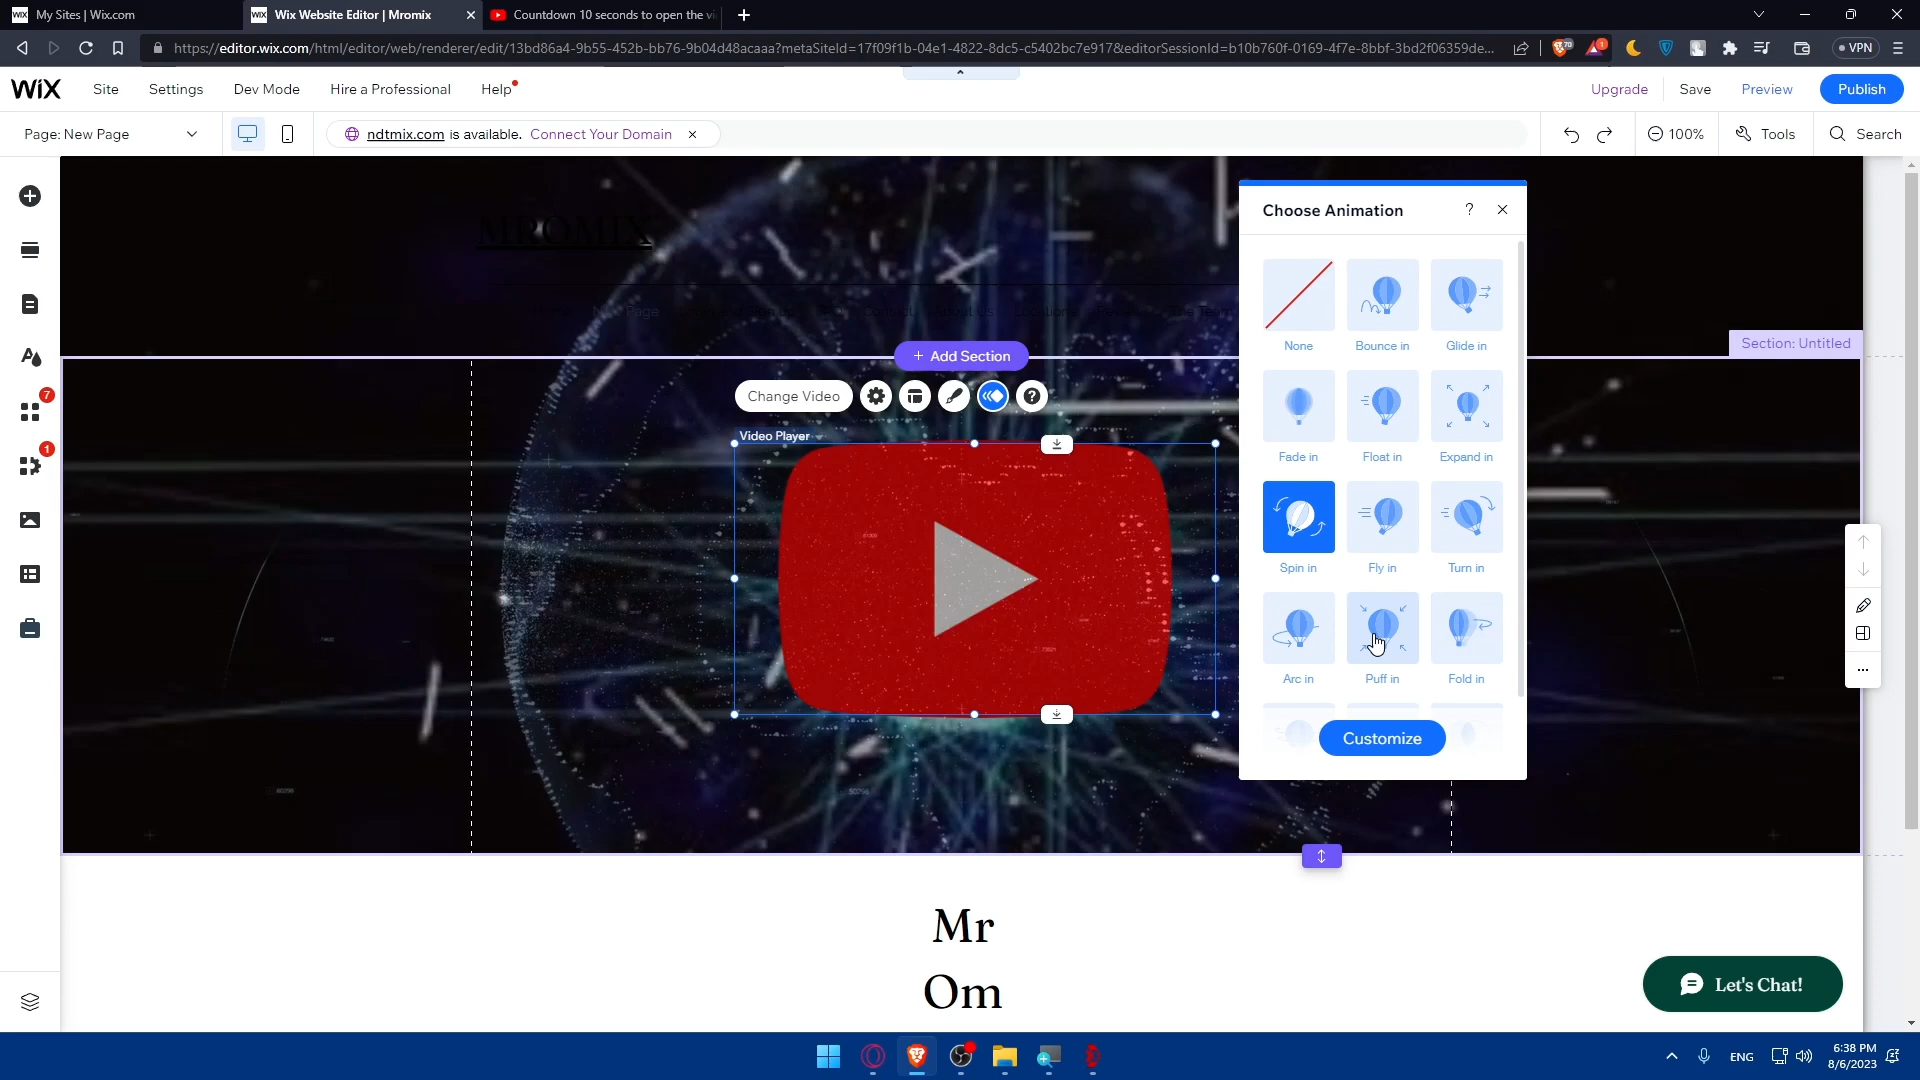 My Sites | Wix.com
Wix Website Editor | Mromix
Countdown 10 seconds to open the vi
https://editor.wix.com/html/editor/web/renderer/edit/13bd86a4-9b55-452b-bb76-9b04d48acaaa?metaSiteId=17f09f1b-04e1-4822-8dc5-c5402bc7e917&editorSessionId=b10b760f-0169-4f7e-8bbf-3bd2f06359de...
VPN
WiX
Site
Settings
Dev Mode
Hire a Professional
Help
Upgrade
Save
Preview
Publish
Page: New Page
ndtmix.com is available. Connect Your Domain
100%
Tools
Search
MROMIX
Page
Section: Untitled
+ Add Section
Change Video
Video Player
Choose Animation
?
None
Bounce in
Glide in
Fade in
Float in
Expand in
Spin in
Fly in
Turn in
Arc in
Puff in
Fold in
Customize
7
1
Mr
Om
Let's Chat!
ENG
6:38 PM
8/6/2023